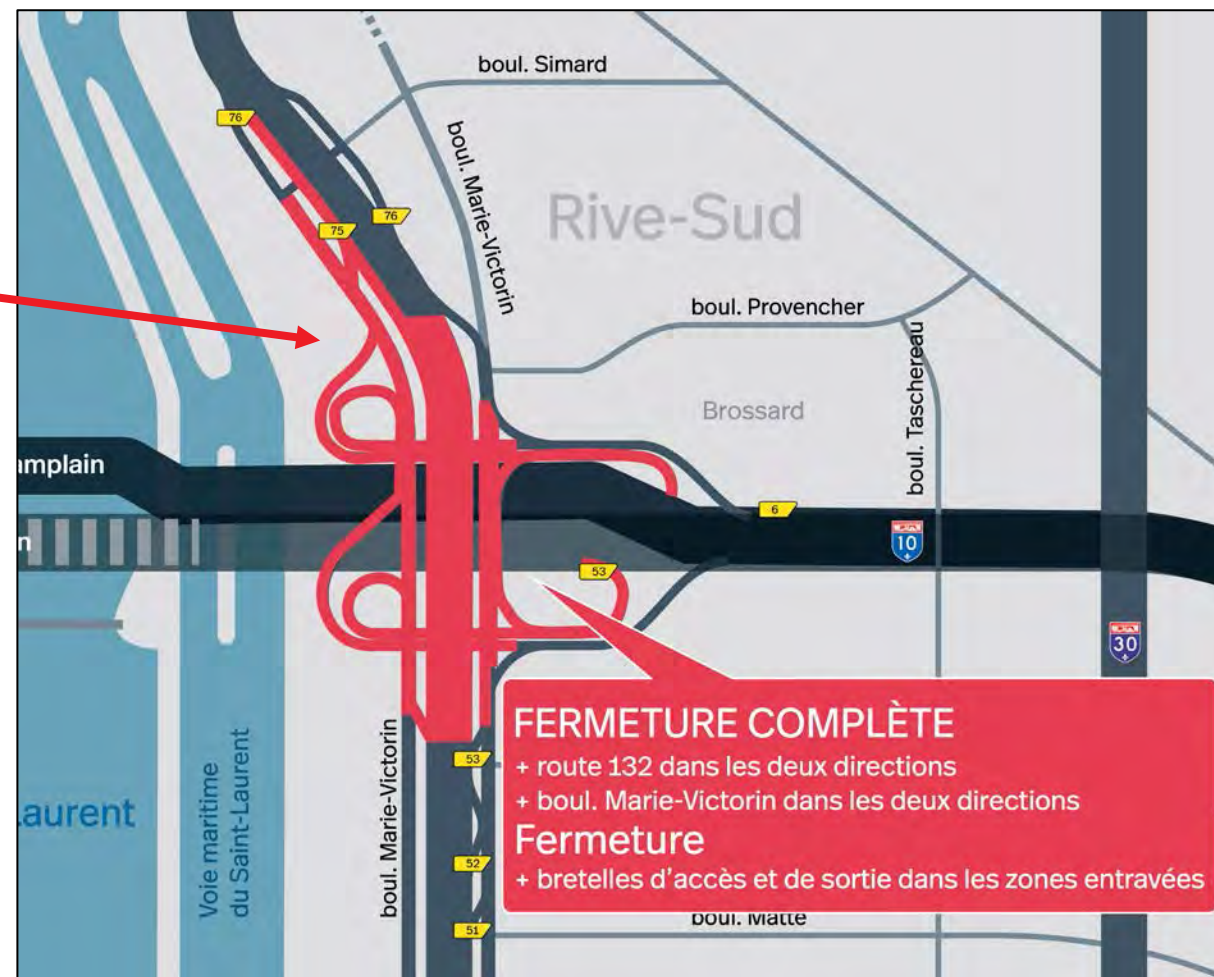 boul. Simard
76
boul. Marie-Victorin
Rive-Sud
76
75
boul. Provencher
boul. Taschereau
Brossard
amplain
6
10
n
53
30
FERMETURE COMPLÈTE
+ route 132 dans les deux directions
+ boul. Marie-Victorin dans les deux directions
Fermeture
+ bretelles d'accès et de sortie dans les zones entravées
boul. Marie-Victorin
53
Voie maritime
du Saint-Laurent
aurent
52
51
boul. Matte